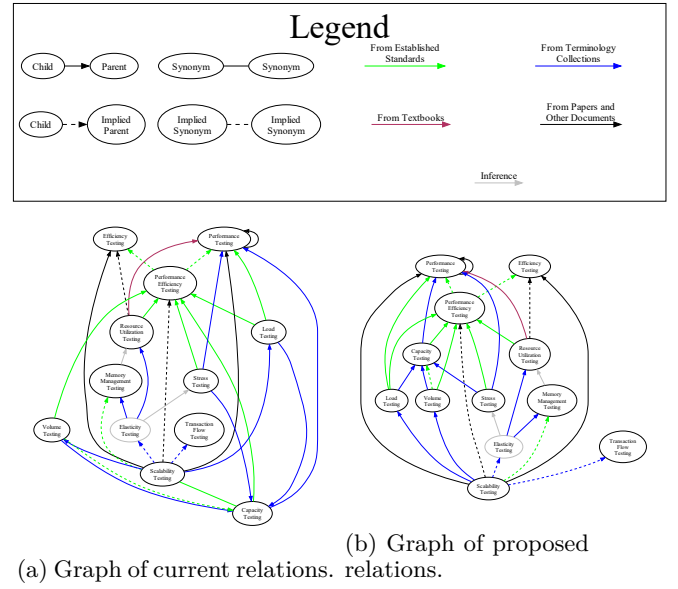 Legend
Child
Parent
Synonym
Synonym
From Established
Standards
From Terminology
Collections
Child
Implied
Parent
Implied
Synonym
Implied
Synonym
From Textbooks
From Papers and
Other Documents
Inference
Efficiency
Testing
Performance
Testing
Performance
Efficiency
Testing
Resource
Utilization
Testing
Load
Testing
Memory
Management
Testing
Stress
Testing
Volume
Testing
Elasticity
Testing
Transaction
Flow
Testing
Scalability
Testing
Capacity
Testing
(a) Graph of current relations.
Performance
Testing
Efficiency
Testing
Performance
Efficiency
Testing
Capacity
Testing
Resource
Utilization
Testing
Load
Testing
Volume
Testing
Stress
Testing
Memory
Management
Testing
Elasticity
Testing
Transaction
Flow
Testing
Scalability
Testing
(b) Graph of proposed
relations.